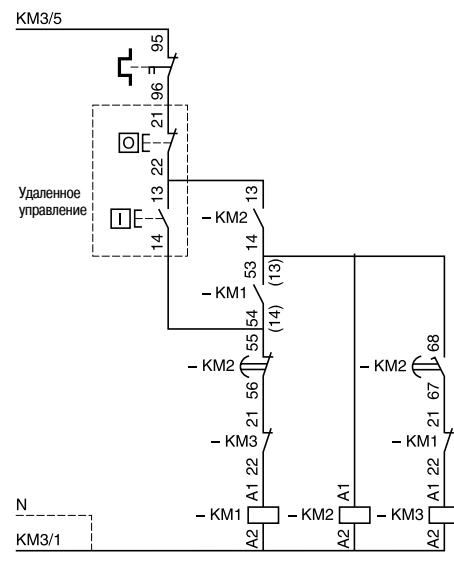 KM3/5
95
96
21
O
22
Удаленное
управление
13
I
14
13
– KM2
14
53
(13)
– KM1
54
(14)
55
– KM2
56
68
– KM2
67
21
– KM3
22
21
– KM1
22
A1
– KM1
A2
A1
– KM2
A2
A1
– KM3
A2
N
KM3/1